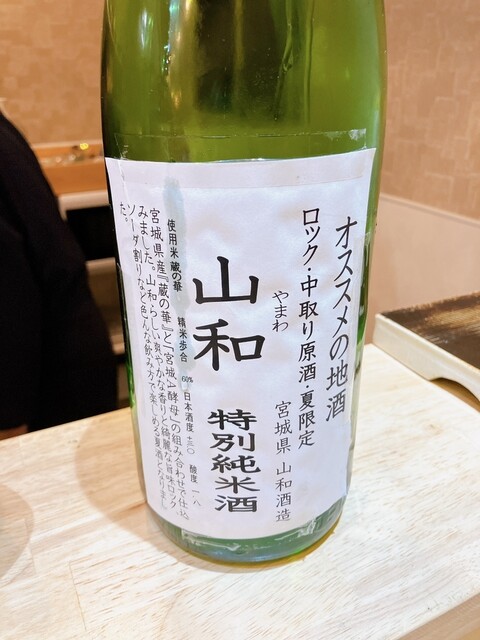 オススメの地酒
ロック・中取り原酒・夏限定
やまわ
宮城県 山和酒造
山和 特別純米酒
使用米 蔵の華 精米歩合 60% 日本酒度 +三〇 酸度 一・八
宮城県産『蔵の華』と「宮城A酵母」の組み合わせで仕込
みました。山和らしい爽やかな香りと綺麗な旨味ロック、
ソーダ割りなど色んな飲み方で楽しめる夏酒となりまし
た。